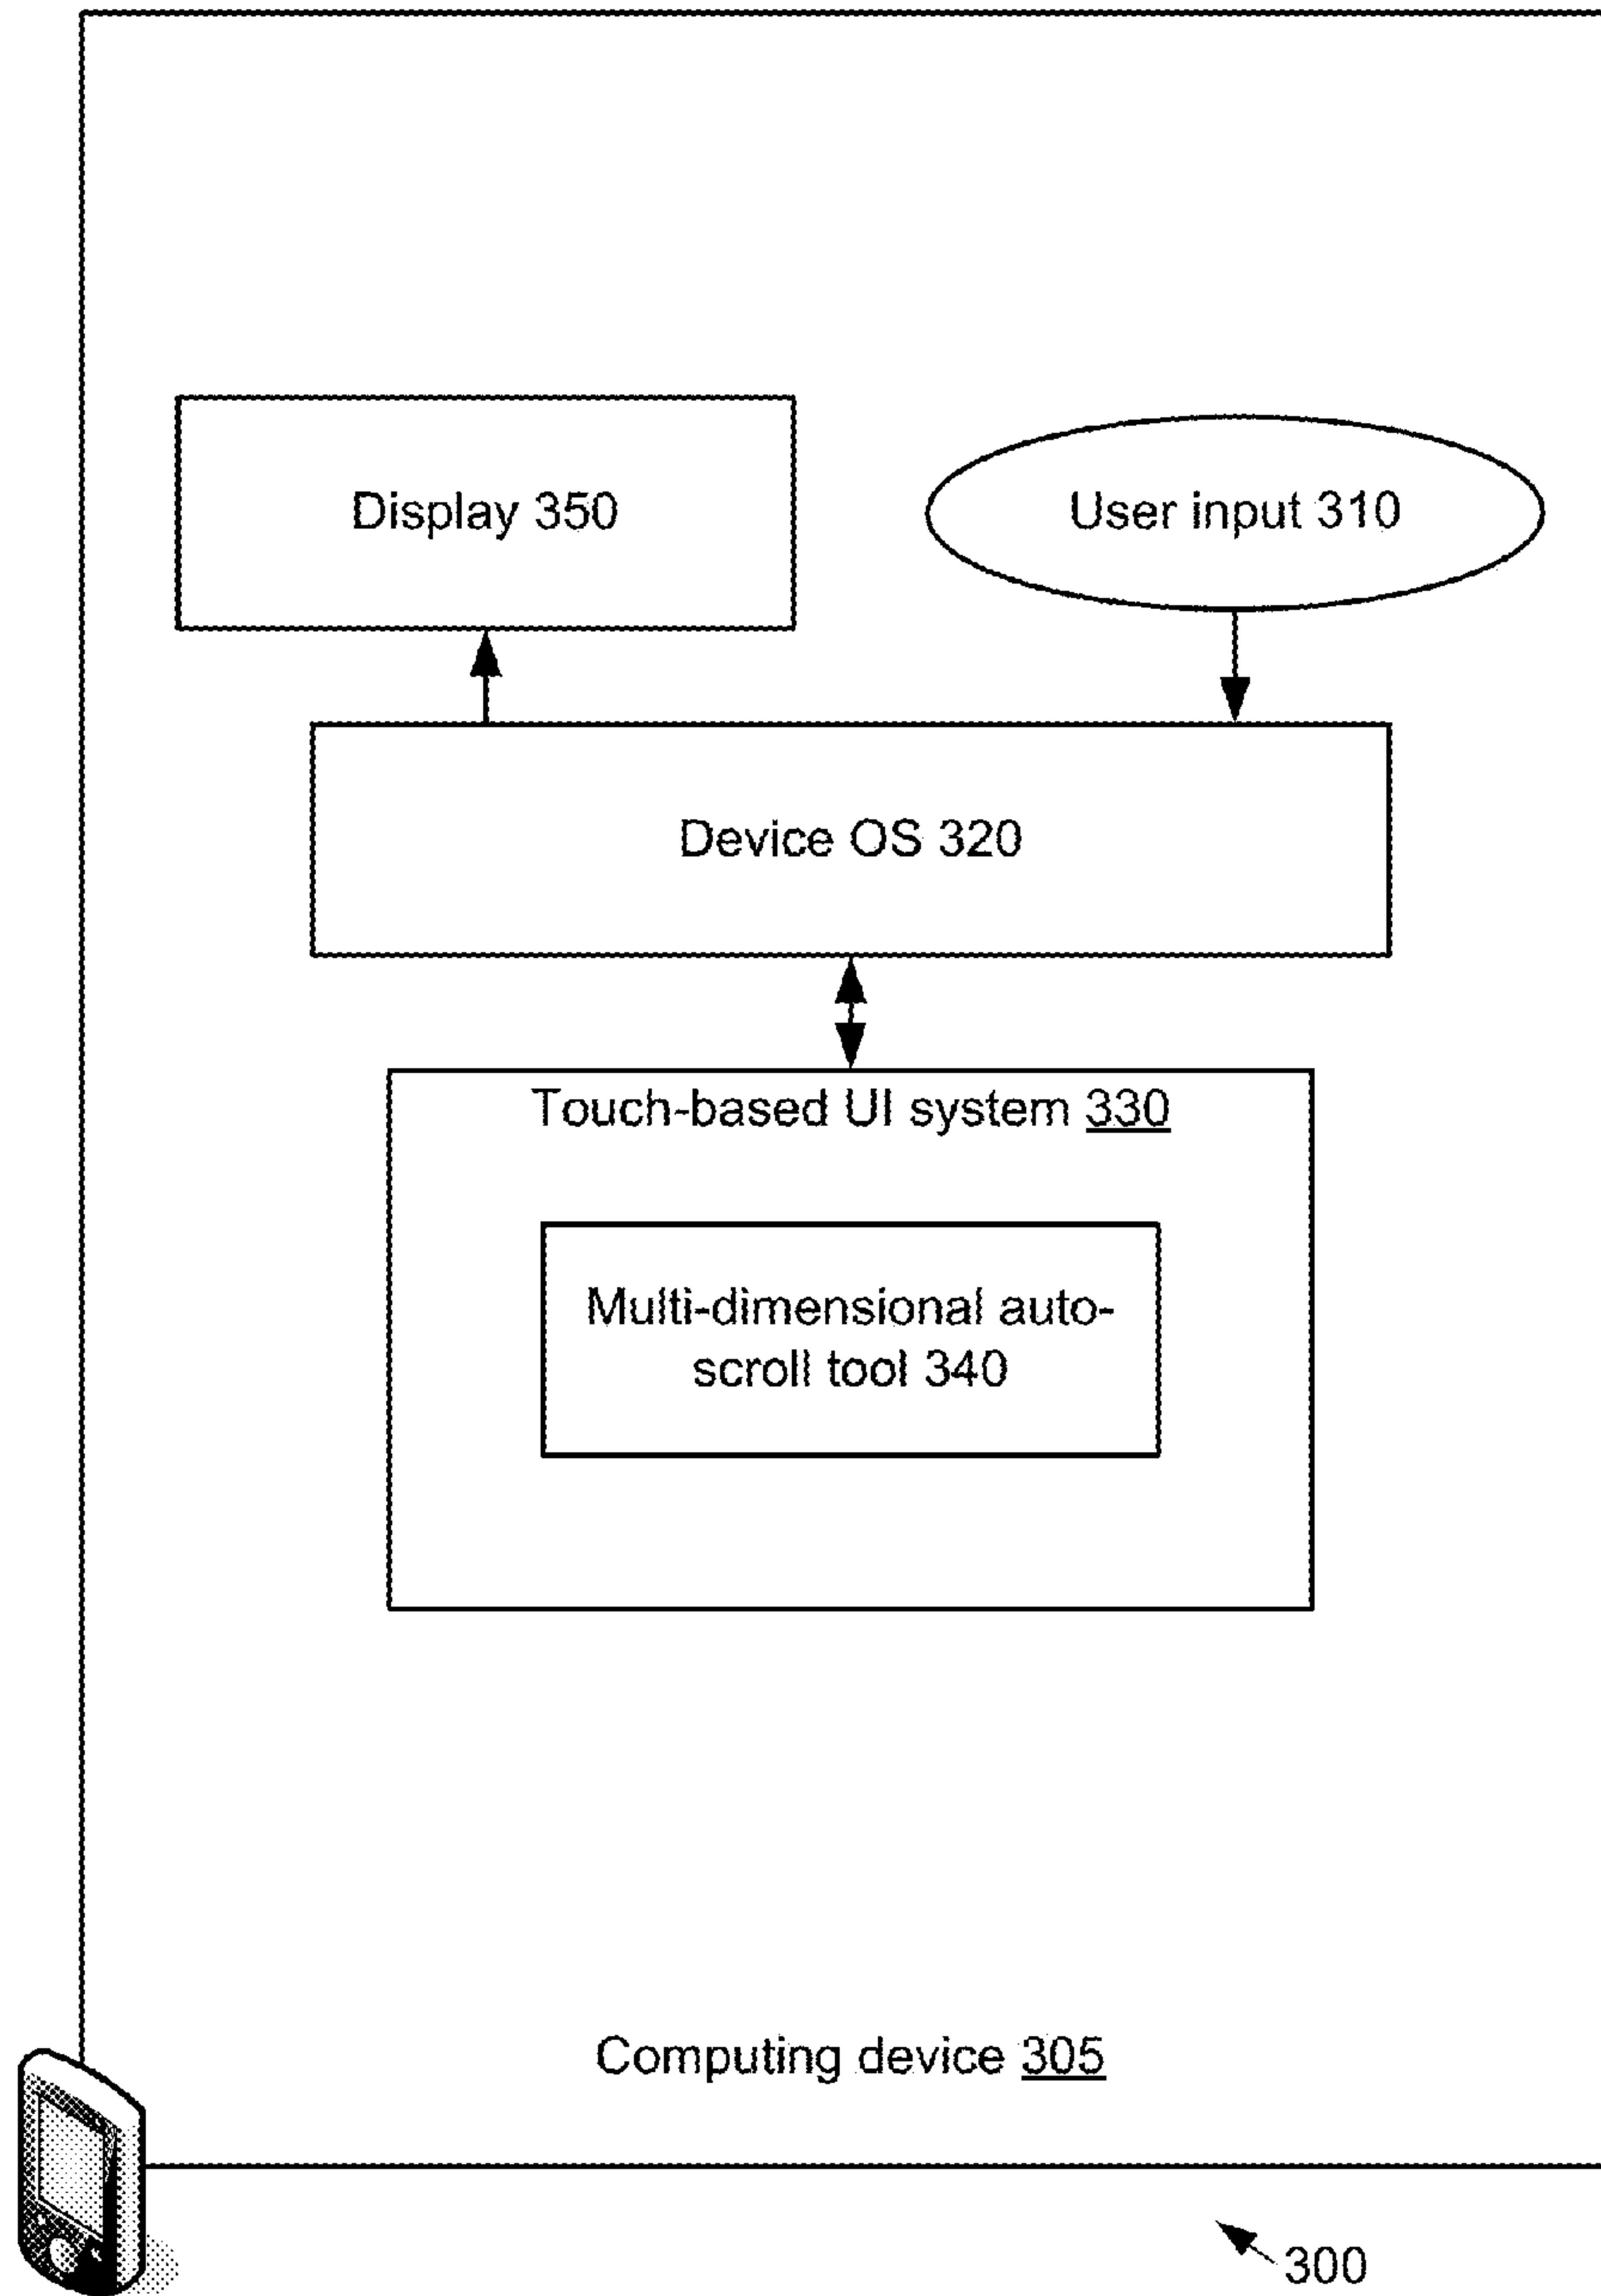 Display 350
User input 310
Device OS 320
Touch-based UI system 330
Multi-dimensional auto-
scroll tool 340
Computing device 305
300